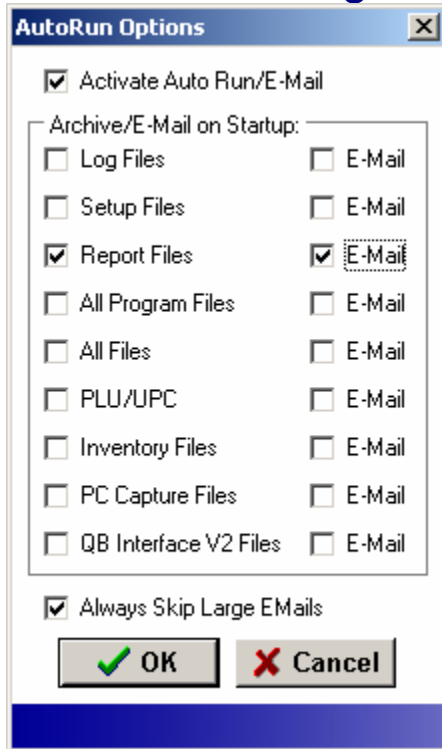 AutoRun Options
Activate Auto Run/E-Mail
Archive/E-Mail on Startup:
Log Files E-Mail
Setup Files E-Mail
Report Files E-Mail
All Program Files E-Mail
All Files E-Mail
PLU/UPC E-Mail
Inventory Files E-Mail
PC Capture Files E-Mail
QB Interface V2 Files E-Mail
Always Skip Large EMails
OK Cancel